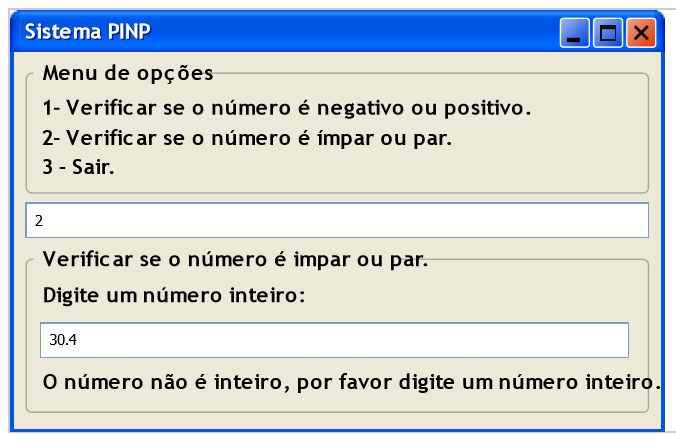 Sistema PINP
Menu de opções
1- Verificar se o número é negativo ou positivo.
2- Verificar se o número é ímpar ou par.
3 - Sair.
2
Verificar se o número é impar ou par.
Digite um número inteiro:
30.4
O número não é inteiro, por favor digite um número inteiro.